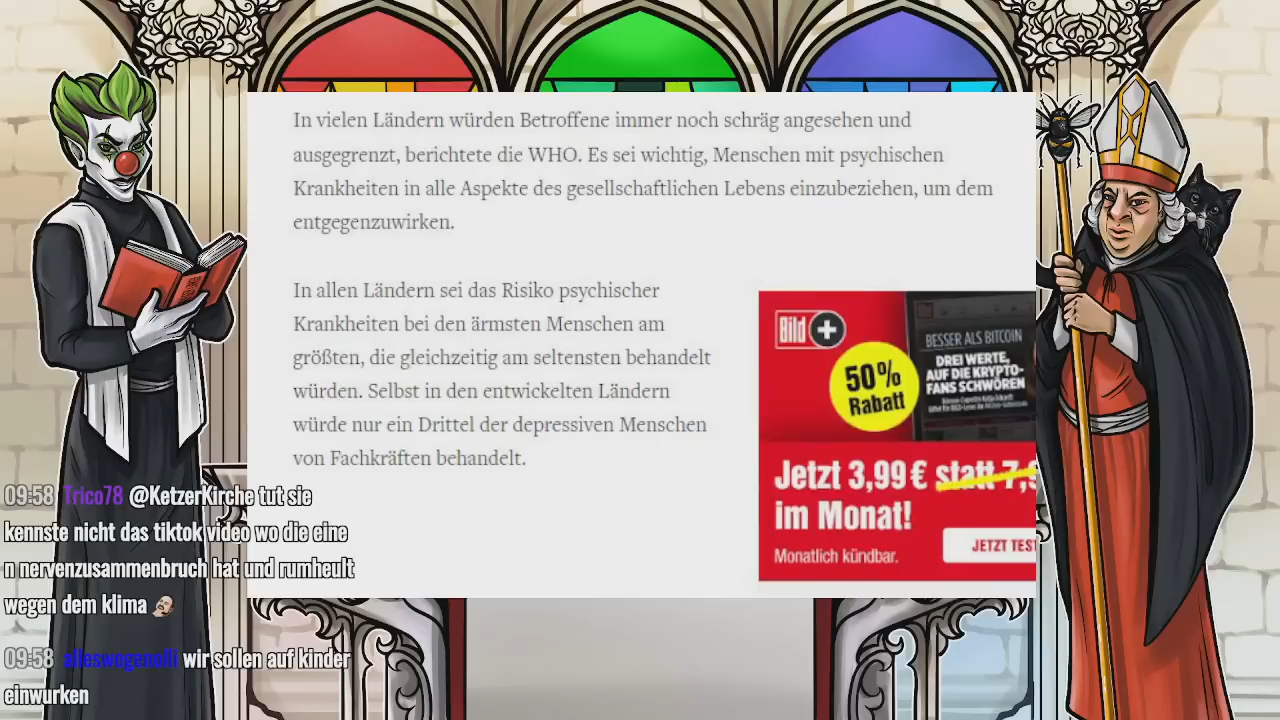 In vielen Ländern würden Betroffene immer noch schräg angesehen und
ausgegrenzt, berichtete die WHO. Es sei wichtig, Menschen mit psychischen
Krankheiten in alle Aspekte des gesellschaftlichen Lebens einzubeziehen, um dem
entgegenzuwirken.
In allen Ländern sei das Risiko psychischer
Krankheiten bei den ärmsten Menschen am
größten, die gleichzeitig am seltensten behandelt
würden. Selbst in den entwickelten Ländern
würde nur ein Drittel der depressiven Menschen
von Fachkräften behandelt.
Bild +
50%
Rabatt
BESSER ALS BITCOIN
DREI WERTE,
AUF DIE KRYPTO-
FANS SCHWÖREN
Jetzt 3,99 € statt 7,9
im Monat!
Monatlich kündbar.
JETZT TEST
09:58 Trico78 @KetzerKirche tut sie
kennste nicht das tiktok video wo die eine
n nervenzusammenbruch hat und rumheult
wegen dem klima
09:58 alleswegenolli wir sollen auf kinder
einwurken